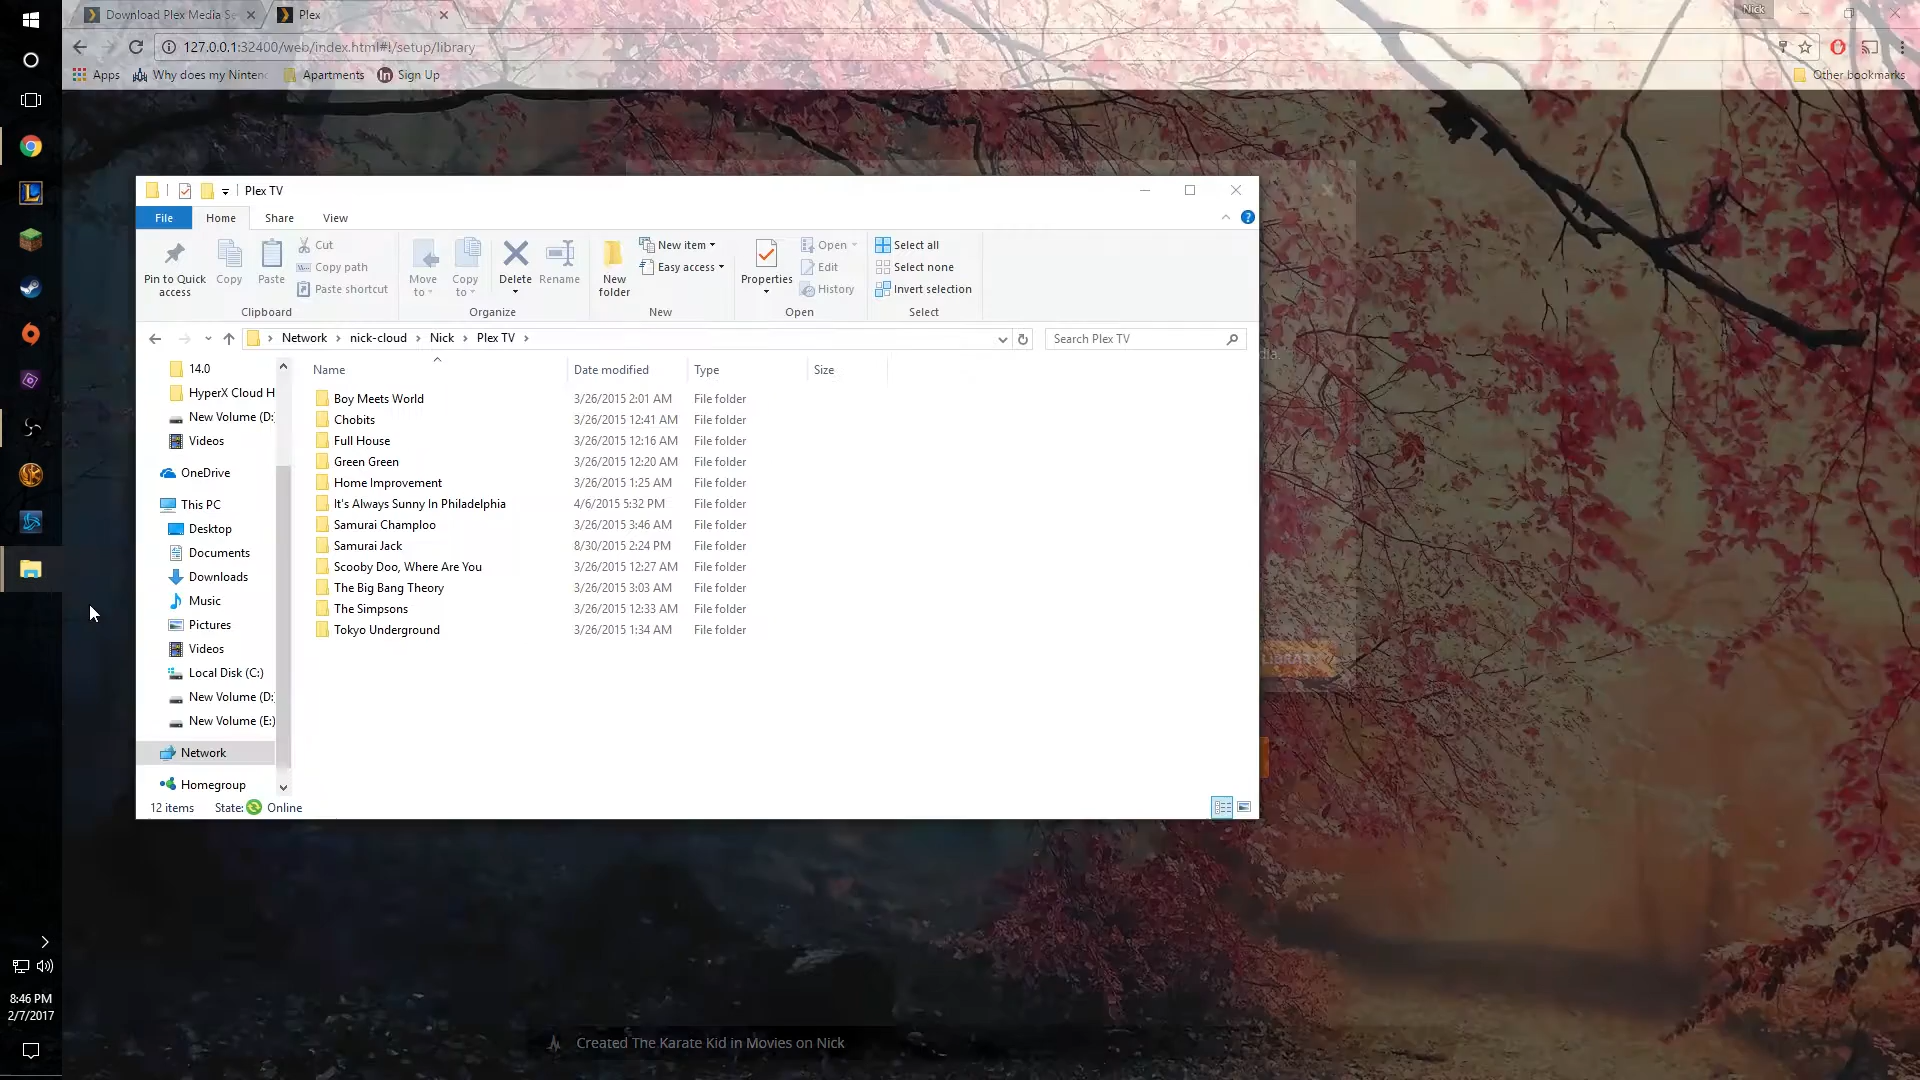 Download Plex Media Se
Plex
Nick
127.0.0.1:32400/web/index.html#!/setup/library
Apps
Why does my Ninten
Apartments
Sign Up
Other bookmarks
Plex TV
File
Home
Share
View
Pin to Quick access
Copy
Paste
Cut
Copy path
Paste shortcut
Clipboard
Move to
Copy to
Delete
Rename
Organize
New folder
New item
Easy access
New
Properties
Open
Edit
History
Open
Select all
Select none
Invert selection
Select
Network
nick-cloud
Nick
Plex TV
Search Plex TV
14.0
HyperX Cloud H
New Volume (D:
Videos
OneDrive
This PC
Desktop
Documents
Downloads
Music
Pictures
Videos
Local Disk (C:)
New Volume (D:
New Volume (E:)
Network
Homegroup
Name Date modified Type Size
Boy Meets World 3/26/2015 2:01 AM File folder
Chobits 3/26/2015 12:41 AM File folder
Full House 3/26/2015 12:16 AM File folder
Green Green 3/26/2015 12:20 AM File folder
Home Improvement 3/26/2015 1:25 AM File folder
It's Always Sunny In Philadelphia 4/6/2015 5:32 PM File folder
Samurai Champloo 3/26/2015 3:46 AM File folder
Samurai Jack 8/30/2015 2:24 PM File folder
Scooby Doo, Where Are You 3/26/2015 12:27 AM File folder
The Big Bang Theory 3/26/2015 3:03 AM File folder
The Simpsons 3/26/2015 12:33 AM File folder
Tokyo Underground 3/26/2015 1:34 AM File folder
12 items State: Online
dia.
LIBRARY
8:46 PM
2/7/2017
Created The Karate Kid in Movies on Nick